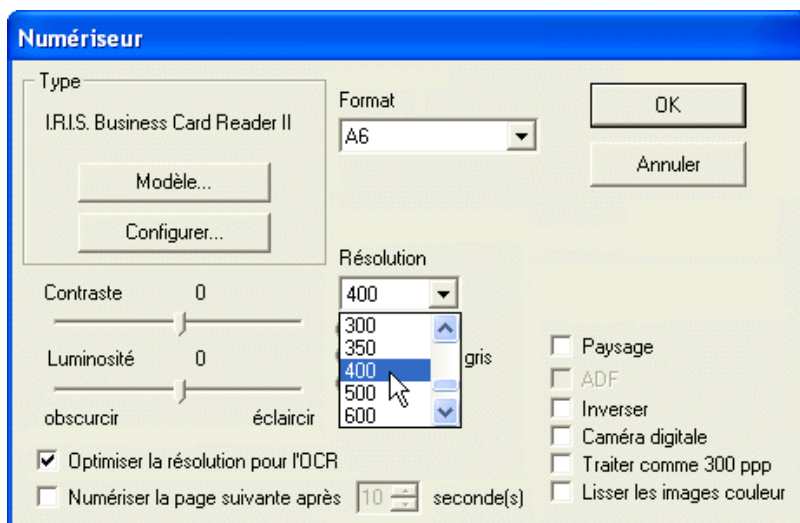 Numériseur
Type
I.R.I.S. Business Card Reader II
Modèle...
Configurer...
Format
A6
OK
Annuler
Résolution
400
300
350
400
500
600
gris
Contraste 0
Luminosité 0
obscurcir éclaircir
Paysage
ADF
Inverser
Caméra digitale
Traiter comme 300 ppp
Lisser les images couleur
Optimiser la résolution pour l'OCR
Numériser la page suivante après 10 seconde(s)